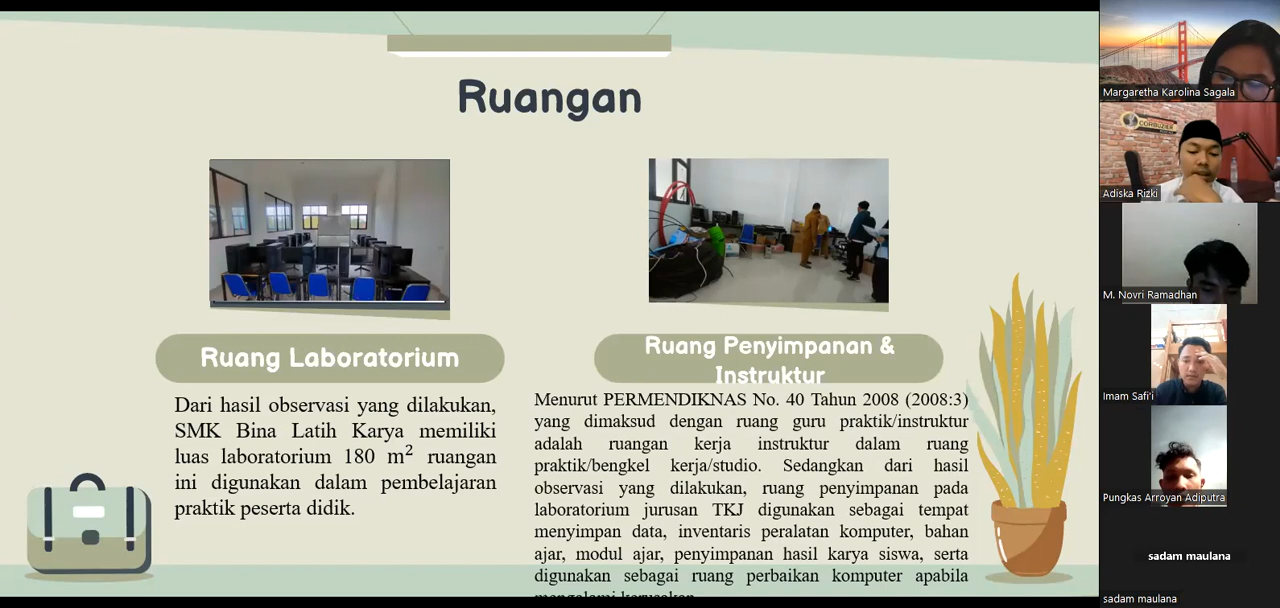 Ruangan
Ruang Laboratorium
Dari hasil observasi yang dilakukan,
SMK Bina Latih Karya memiliki
luas laboratorium 180 m² ruangan
ini digunakan dalam pembelajaran
praktik peserta didik.
Ruang Penyimpanan &
Instruktur
Menurut PERMENDIKNAS No. 40 Tahun 2008 (2008:3)
yang dimaksud dengan ruang guru praktik/instruktur
adalah ruangan kerja instruktur dalam ruang
praktik/bengkel kerja/studio. Sedangkan dari hasil
observasi yang dilakukan, ruang penyimpanan pada
laboratorium jurusan TKJ digunakan sebagai tempat
menyimpan data, inventaris peralatan komputer, bahan
ajar, modul ajar, penyimpanan hasil karya siswa, serta
digunakan sebagai ruang perbaikan komputer apabila
mengalami kerusakan
Margaretha Karolina Sagala
CORBUZIER
Adiska Rizki
M. Novri Ramadhan
Imam Safi'i
Pungkas Arroyan Adiputra
sadam maulana
sadam maulana